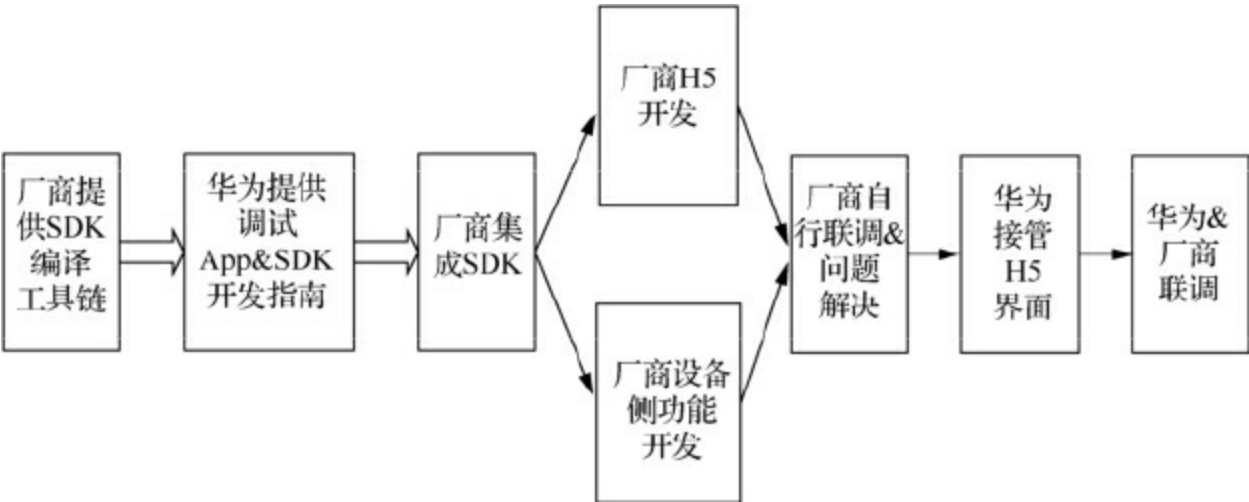 厂商提
供SDK
编译
工具链
华为提供
调试
App&SDK
开发指南
厂商集
成SDK
厂商H5
开发
厂商设备
侧功能
开发
厂商自
行联调&
问题
解决
华为
接管
H5
界面
华为&
厂商
联调